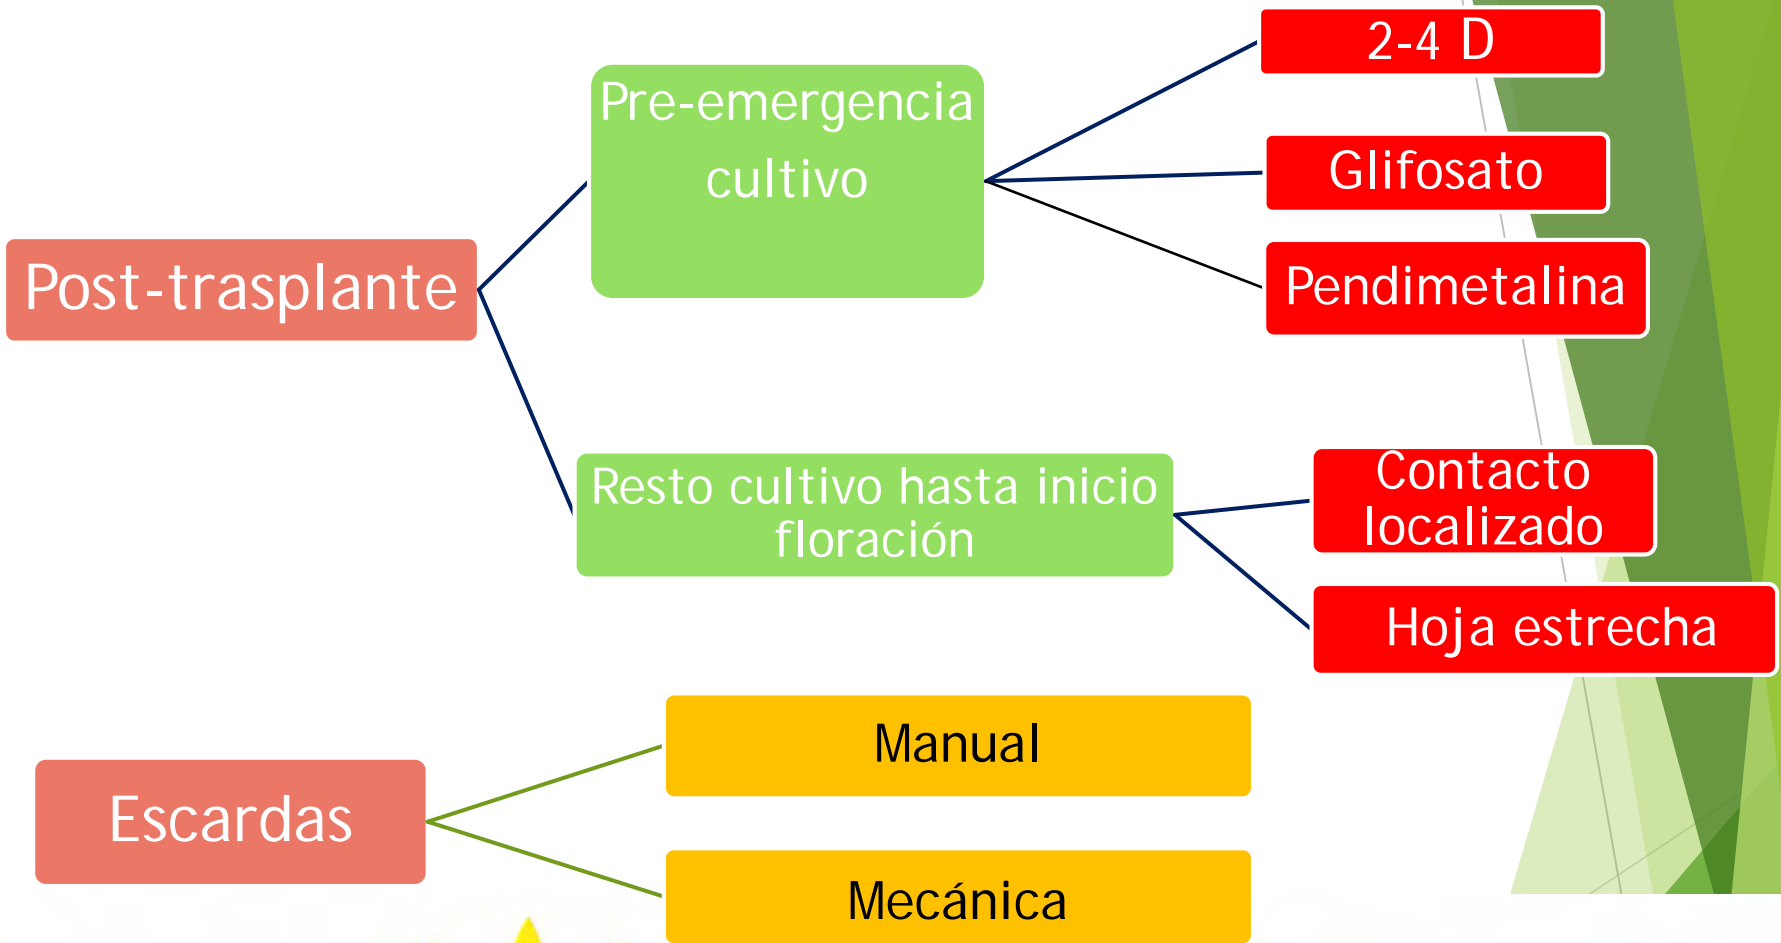 Post-trasplante
Pre-emergencia
cultivo
2-4 D
Glifosato
Pendimetalina
Resto cultivo hasta inicio
floración
Contacto
localizado
Hoja estrecha
Escardas
Manual
Mecánica